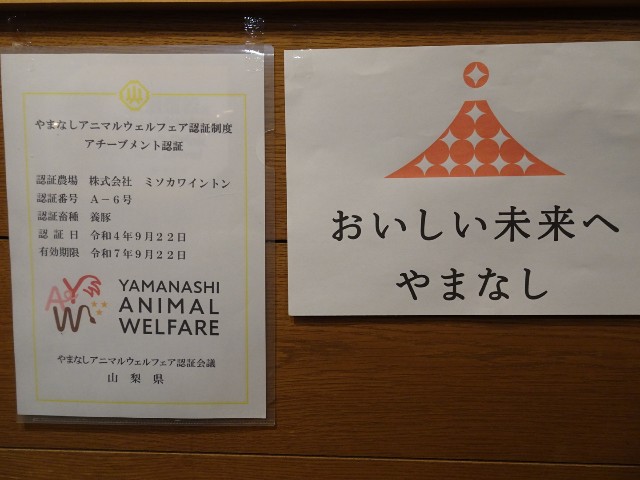 やまなしアニマルウェルフェア認証制度
アチーブメント認証
認証農場 株式会社 ミソカワイントン
認証番号 A－6号
認証畜種 養豚
認証日 令和4年9月22日
有効期限 令和7年9月22日
AYW
YAMANASHI
ANIMAL
WELFARE
やまなしアニマルウェルフェア認証会議
山梨県
おいしい未来へ
やまなし